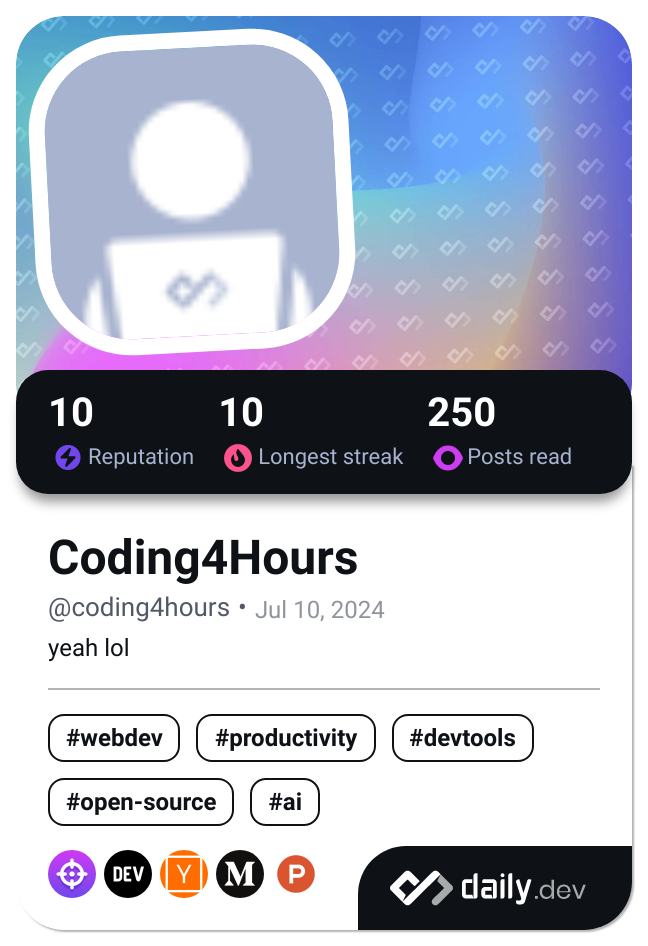 10 10 250
Reputation Longest streak Posts read
Coding4Hours
@coding4hours • Jul 10, 2024
yeah lol
#webdev #productivity #devtools
#open-source #ai
DEV Y M P
daily.dev